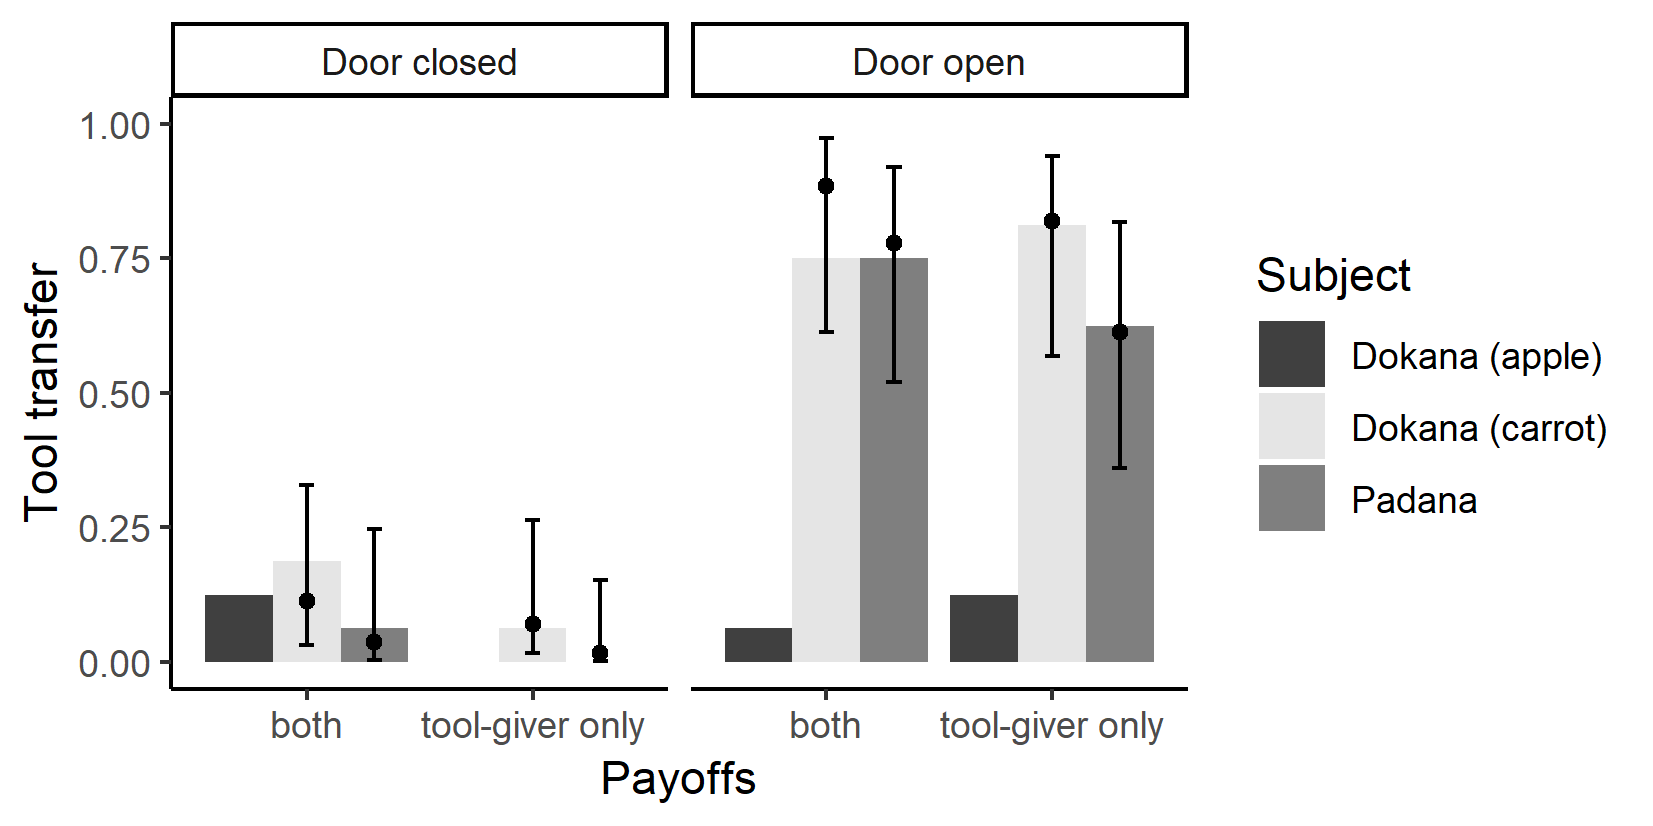 Door closed
Door open
Tool transfer
1.00
0.75
0.50
0.25
0.00
both
tool-giver only
both
tool-giver only
Payoffs
Subject
Dokana (apple)
Dokana (carrot)
Padana